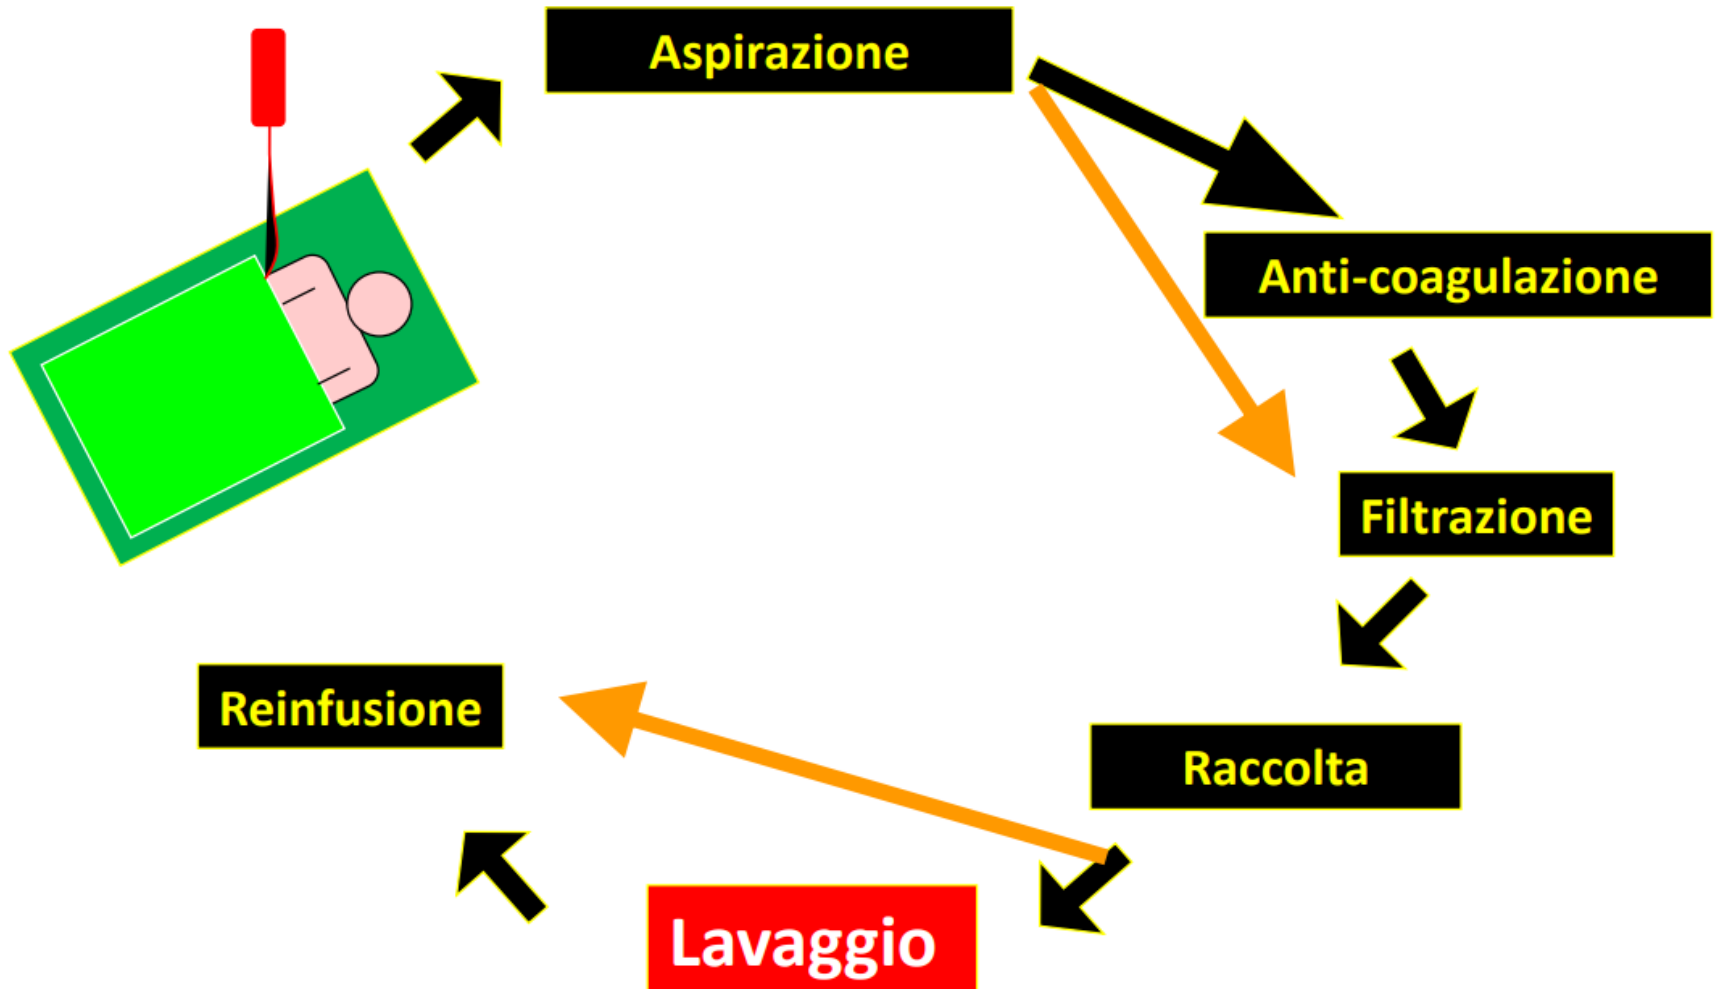 Aspirazione
Anti-coagulazione
Filtrazione
Raccolta
Lavaggio
Reinfusione